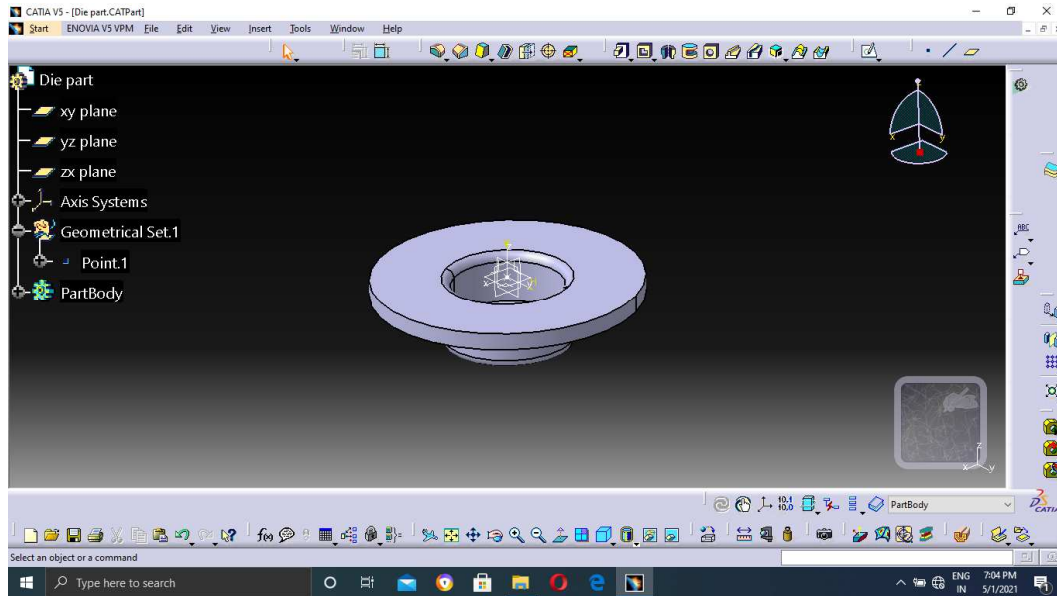 CATIA V5 - [Die part.CATPart]
Start ENOVIA V5 VPM File Edit View Insert Tools Window Help
Die part
xy plane
yz plane
zx plane
Axis Systems
Geometrical Set.1
Point.1
PartBody
z
x y
x y
ABC
z
x y
PartBody
CATIA
f(x)
Select an object or a command
Type here to search
ENG 7:04 PM
IN 5/1/2021